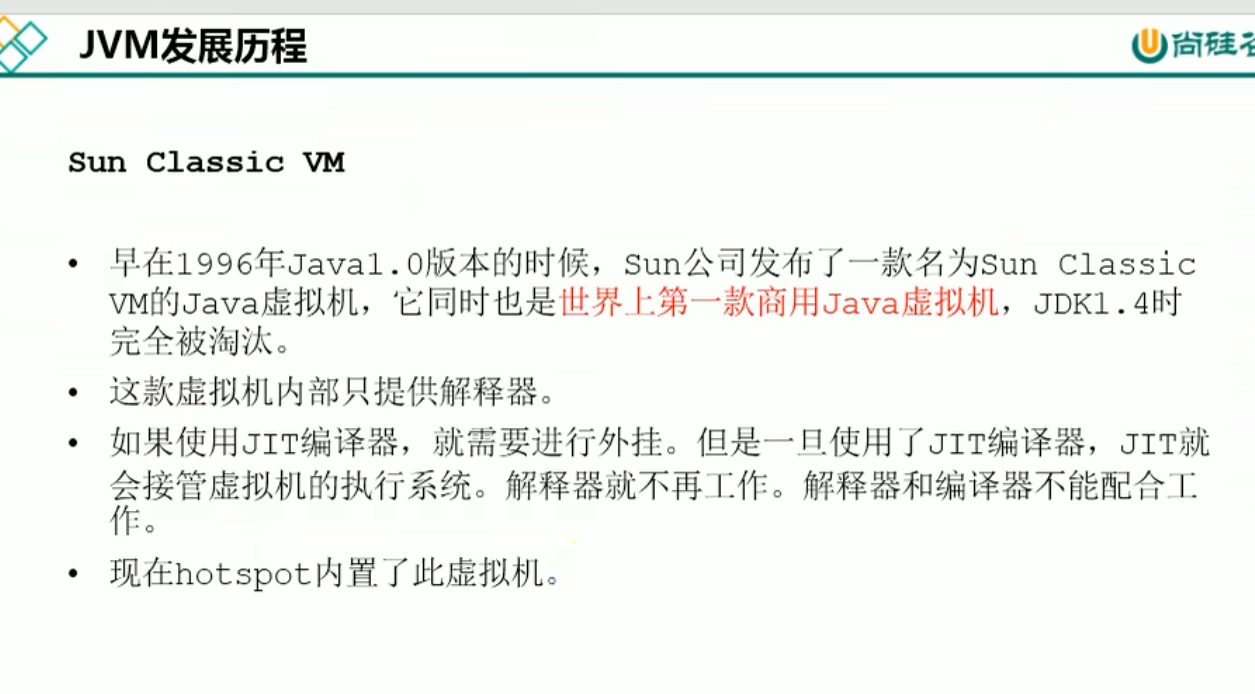 JVM发展历程
尚硅谷
Sun Classic VM
• 早在1996年Java1.0版本的时候，Sun公司发布了一款名为Sun Classic
VM的Java虚拟机，它同时也是世界上第一款商用Java虚拟机，JDK1.4时
完全被淘汰。
• 这款虚拟机内部只提供解释器。
• 如果使用JIT编译器，就需要进行外挂。但是一旦使用了JIT编译器，JIT就
会接管虚拟机的执行系统。解释器就不再工作。解释器和编译器不能配合工
作。
• 现在hotspot内置了此虚拟机。